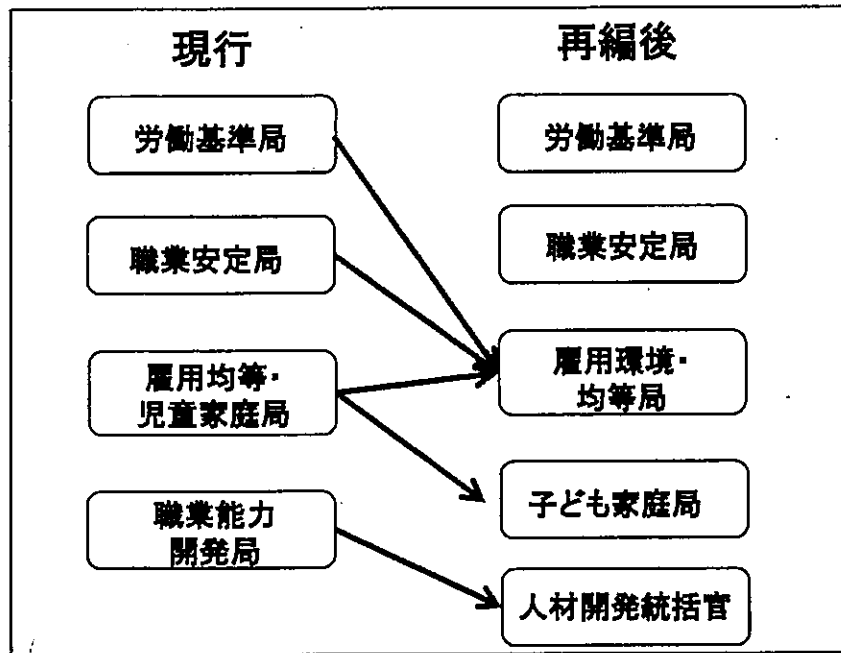 現行
労働基準局
職業安定局
雇用均等・
児童家庭局
職業能力
開発局
再編後
労働基準局
職業安定局
雇用環境・
均等局
子ども家庭局
人材開発統括官